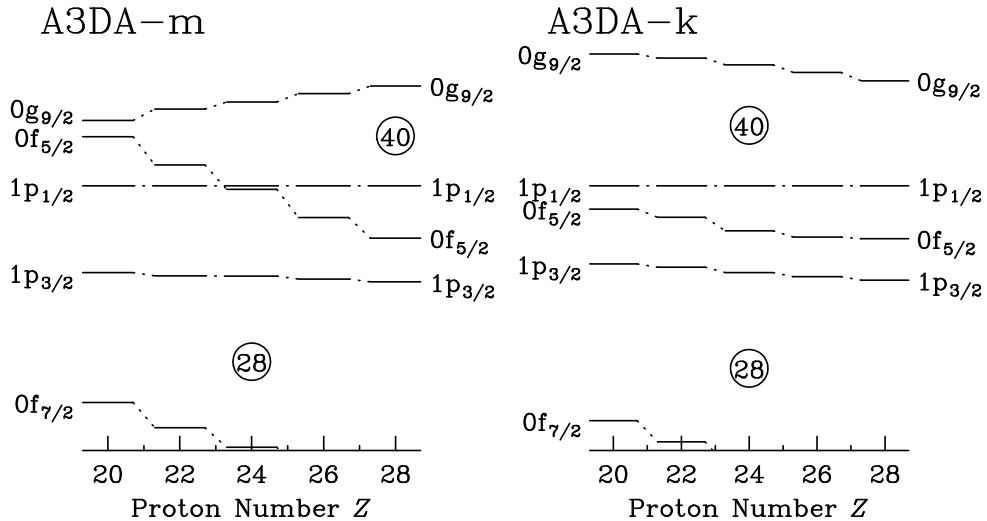 A3DA-m
0g9/2
0f5/2
1p1/2
1p3/2
0f7/2
0g9/2
40
1p1/2
0f5/2
1p3/2
28
20 22 24 26 28
Proton Number Z
A3DA-k
0g9/2
1p1/2
0f5/2
1p3/2
0f7/2
0g9/2
40
1p1/2
0f5/2
1p3/2
28
20 22 24 26 28
Proton Number Z